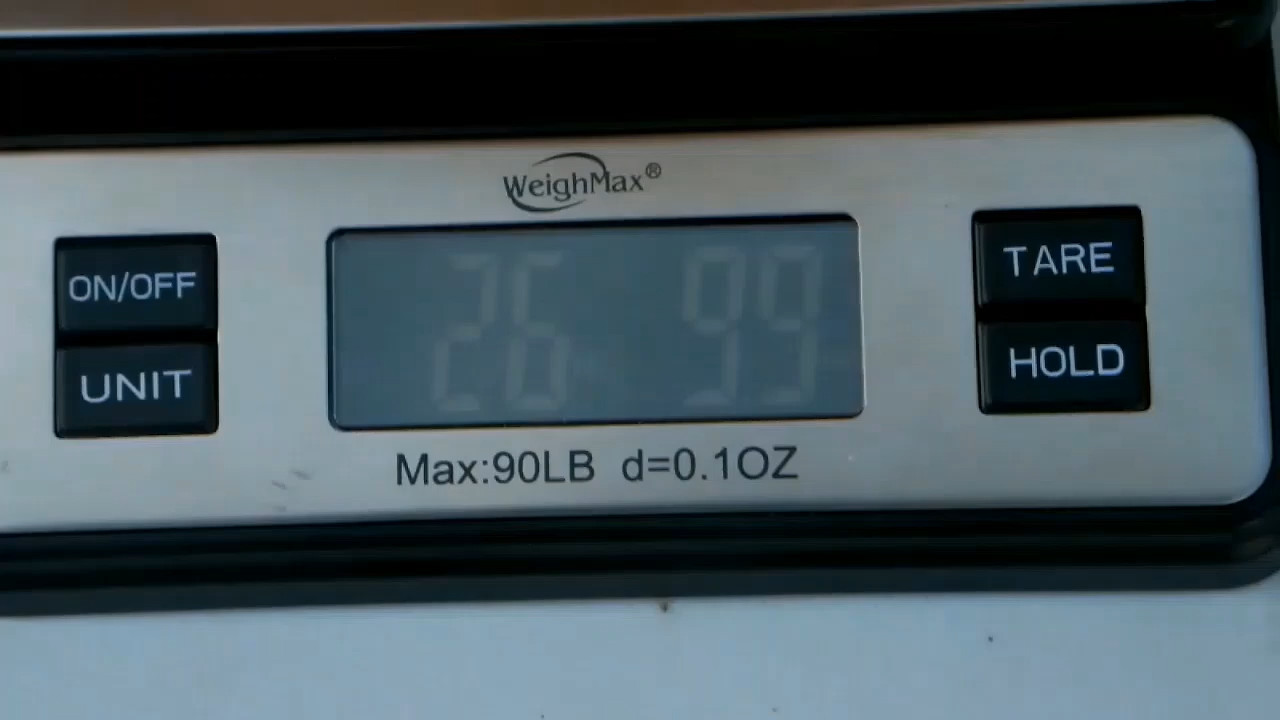 WeighMax®
ON/OFF
UNIT
26 99
TARE
HOLD
Max:90LB d=0.1OZ